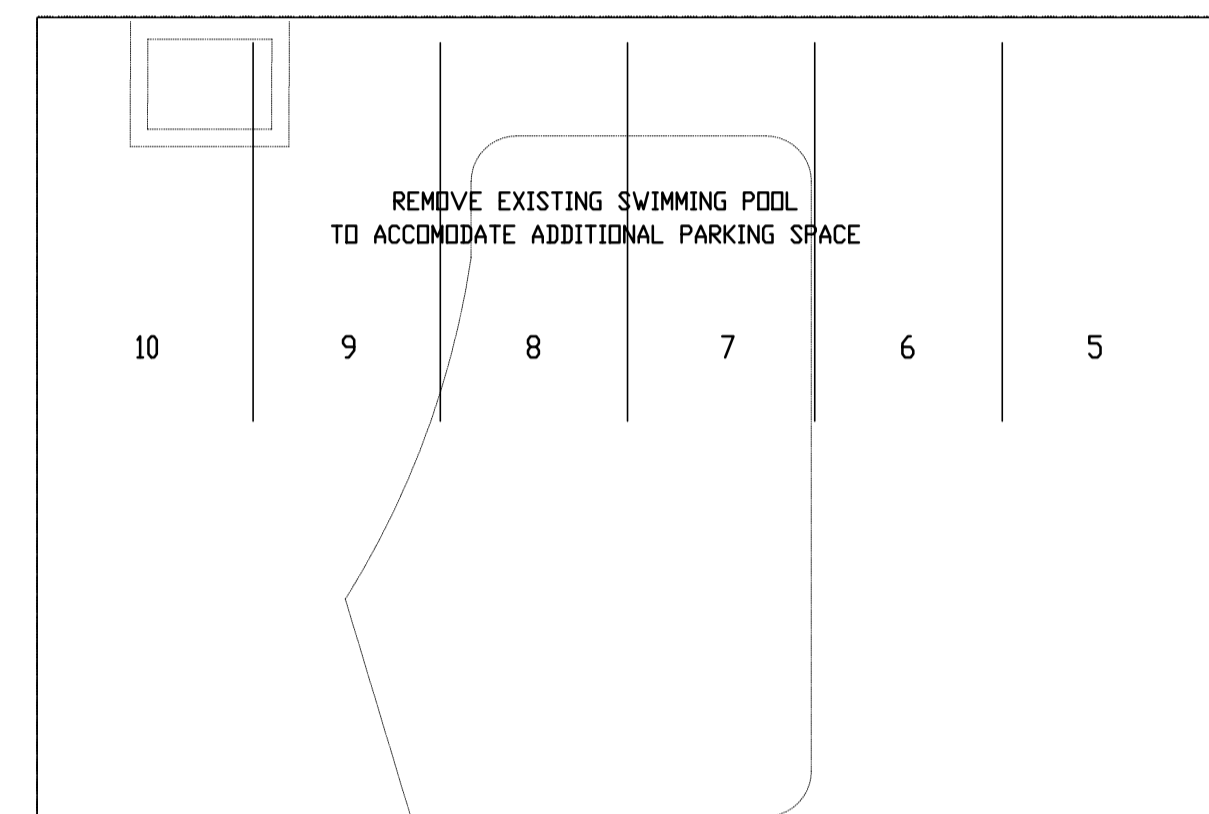 REMOVE EXISTING SWIMMING POOL
TO ACCOMODATE ADDITIONAL PARKING SPACE
10 9 8 7 6 5